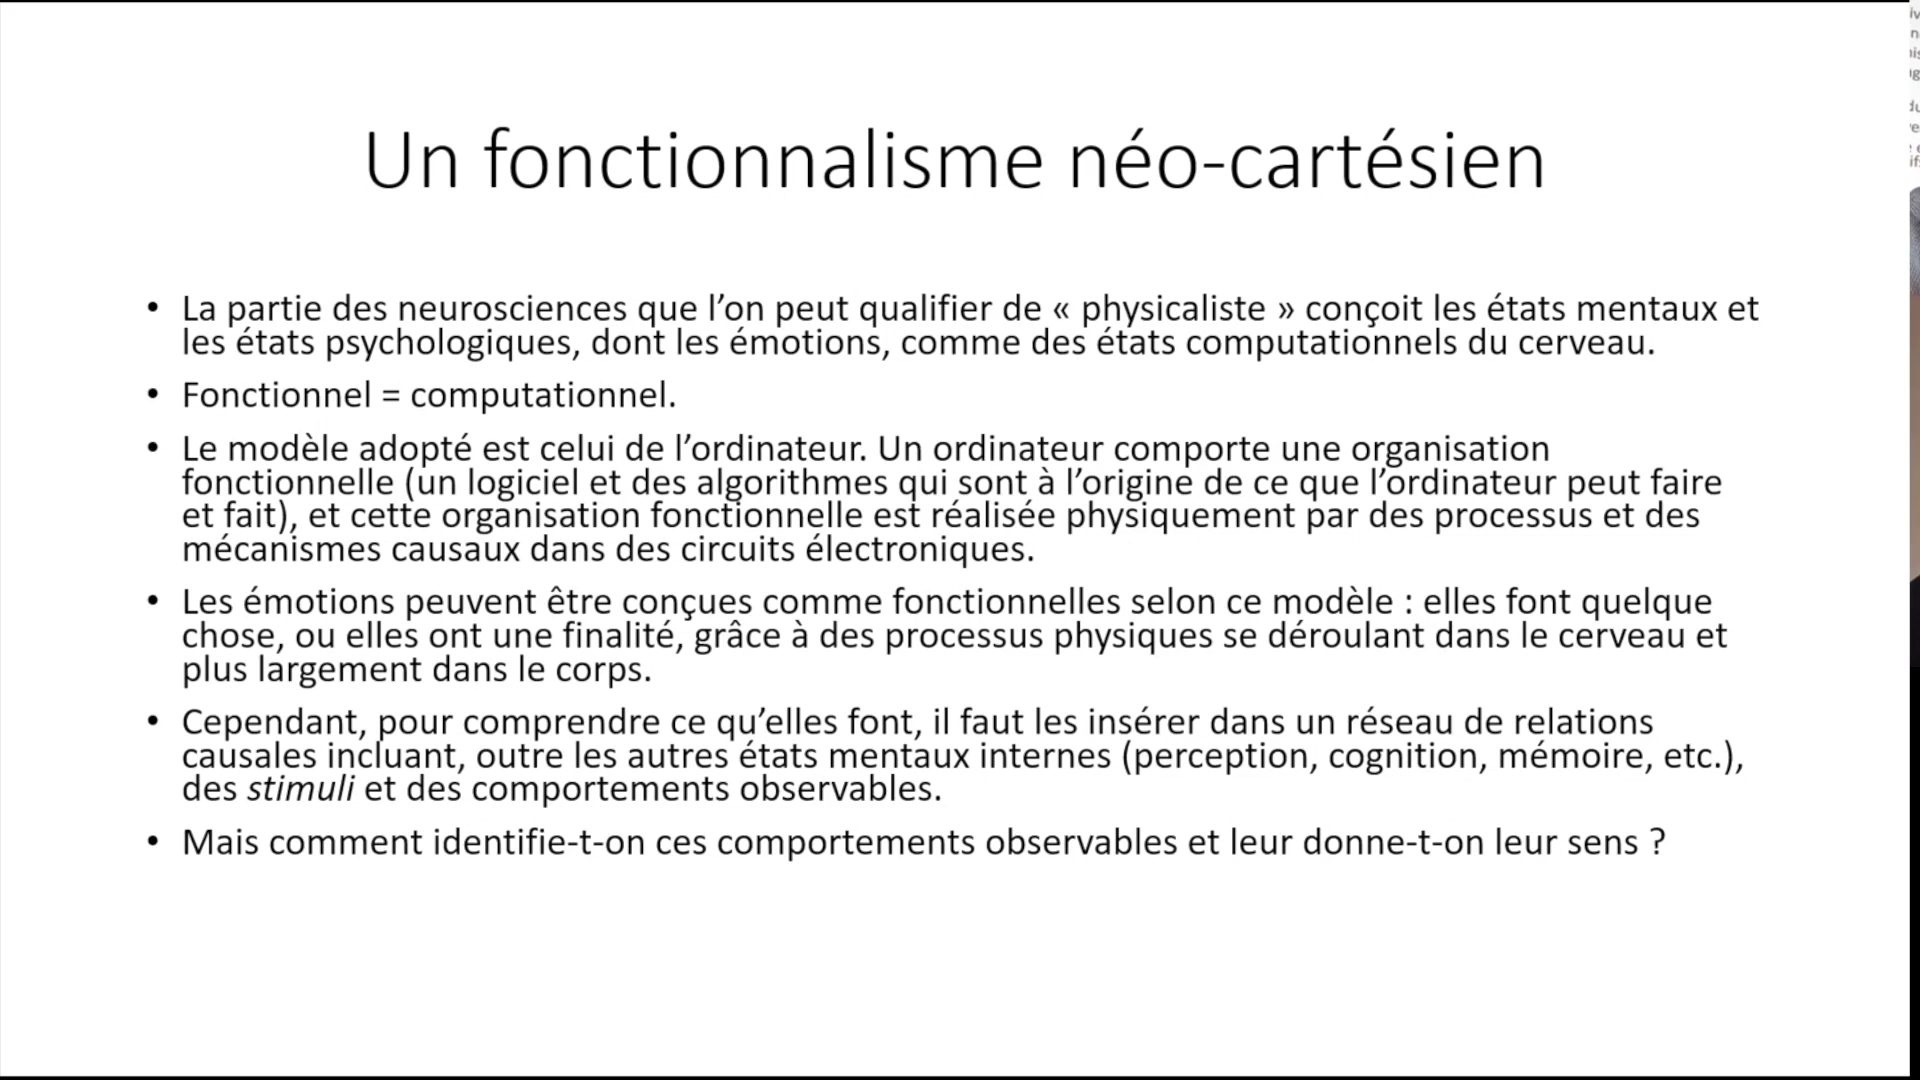 Un fonctionnalisme néo-cartésien
• La partie des neurosciences que l’on peut qualifier de « physicaliste » conçoit les états mentaux et
les états psychologiques, dont les émotions, comme des états computationnels du cerveau.
• Fonctionnel = computationnel.
• Le modèle adopté est celui de l’ordinateur. Un ordinateur comporte une organisation
fonctionnelle (un logiciel et des algorithmes qui sont à l’origine de ce que l’ordinateur peut faire
et fait), et cette organisation fonctionnelle est réalisée physiquement par des processus et des
mécanismes causaux dans des circuits électroniques.
• Les émotions peuvent être conçues comme fonctionnelles selon ce modèle : elles font quelque
chose, ou elles ont une finalité, grâce à des processus physiques se déroulant dans le cerveau et
plus largement dans le corps.
• Cependant, pour comprendre ce qu’elles font, il faut les insérer dans un réseau de relations
causales incluant, outre les autres états mentaux internes (perception, cognition, mémoire, etc.),
des stimuli et des comportements observables.
• Mais comment identifie-t-on ces comportements observables et leur donne-t-on leur sens ?